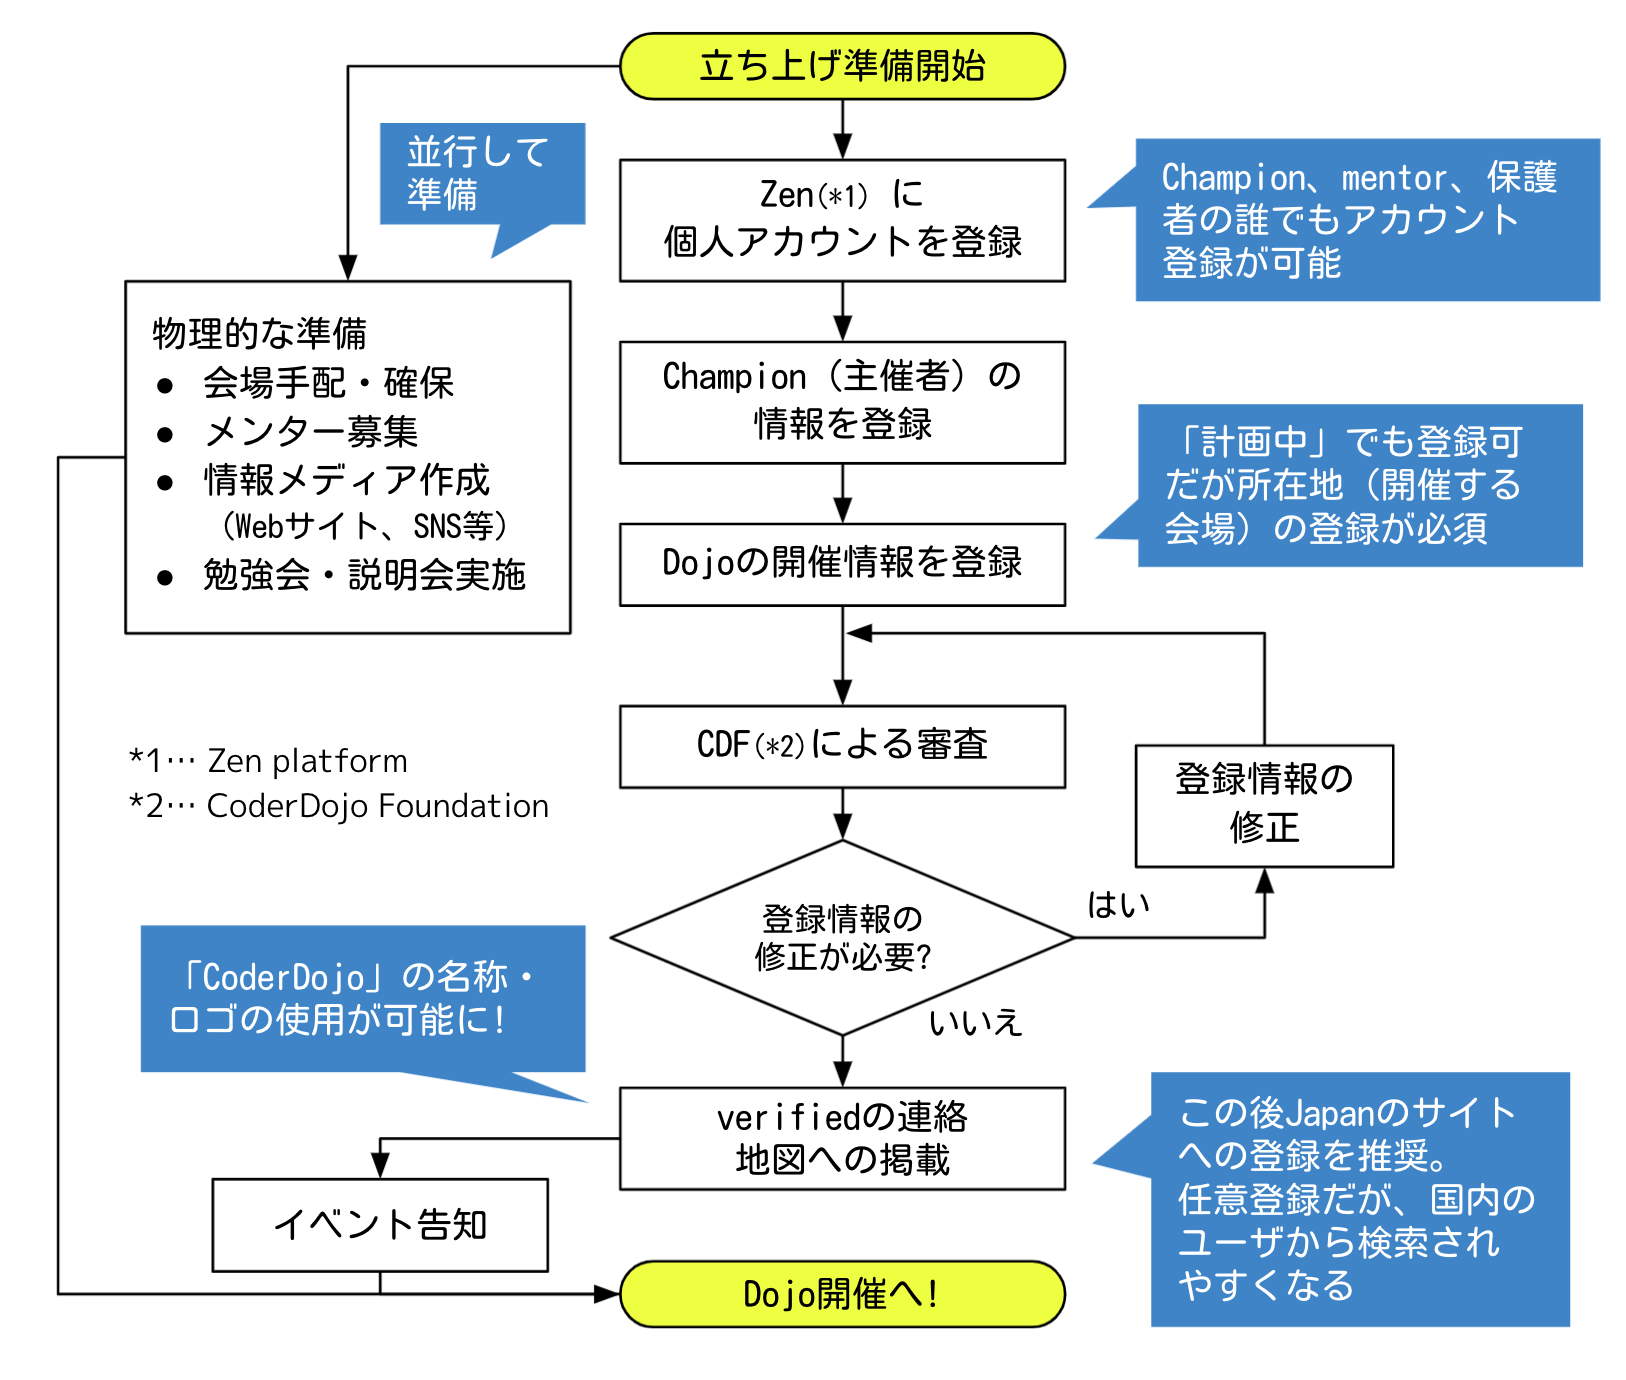 立ち上げ準備開始
並行して
準備
Zen(*1) に
個人アカウントを登録
Champion、mentor、保護
者の誰でもアカウント
登録が可能
物理的な準備
● 会場手配・確保
● メンター募集
● 情報メディア作成
（Webサイト、SNS等）
● 勉強会・説明会実施
Champion（主催者）の
情報を登録
「計画中」でも登録可
だが所在地（開催する
会場）の登録が必須
Dojoの開催情報を登録
CDF(*2)による審査
登録情報の
修正
*1… Zen platform
*2… CoderDojo Foundation
登録情報の
修正が必要?
はい
いいえ
「CoderDojo」の名称・
ロゴの使用が可能に!
verifiedの連絡
地図への掲載
この後Japanのサイト
への登録を推奨。
任意登録だが、国内の
ユーザから検索され
やすくなる
イベント告知
Dojo開催へ!